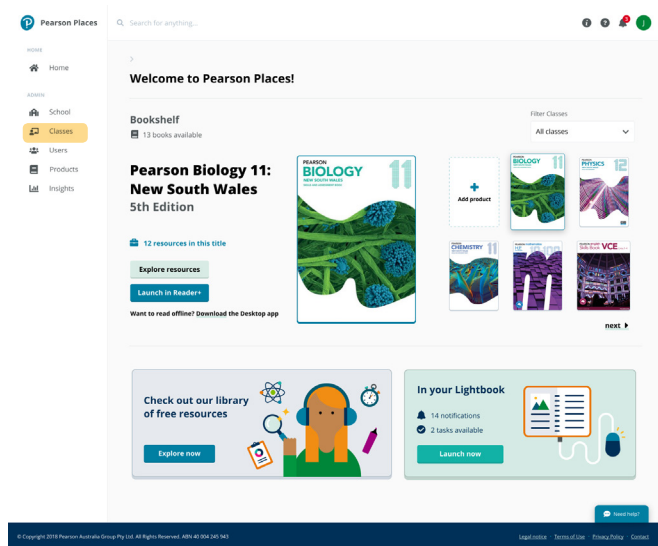 Pearson Places
Search for anything...
3
J
HOME
Home
ADMIN
School
Classes
Users
Products
Insights
Welcome to Pearson Places!
Bookshelf
13 books available
Filter Classes
All classes
Pearson Biology 11:
New South Wales
5th Edition
12 resources in this title
Explore resources
Launch in Reader+
Want to read offline? Download the Desktop app
PEARSON
BIOLOGY 11
NEW SOUTH WALES
Add product
BIOLOGY 11
PHYSICS 12
CHEMISTRY 11
VCE
next
Check out our library
of free resources
Explore now
In your Lightbook
14 notifications
2 tasks available
Launch now
Need help?
© Copyright 2018 Pearson Australia Group Pty Ltd. All Rights Reserved. ABN 40 004 245 943
Legal notice · Terms of Use · Privacy Policy · Contact